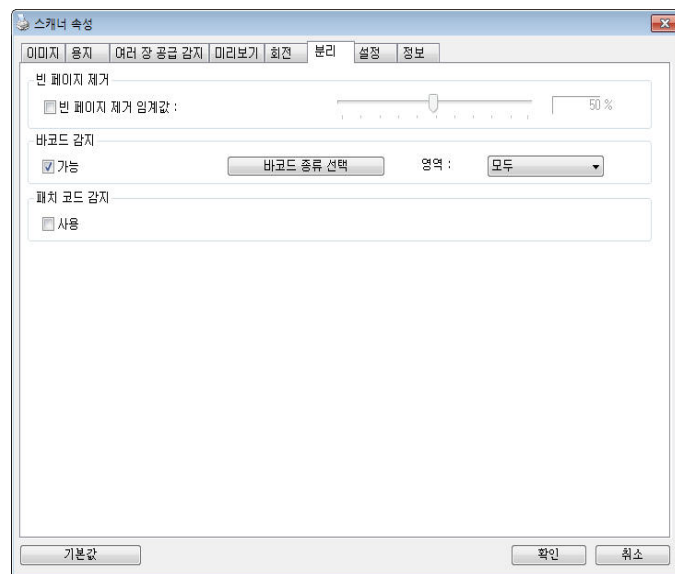 스캐너 속성
이미지 용지 여러 장 공급 감지 미리보기 회전 분리 설정 정보
빈 페이지 제거
빈 페이지 제거 임계값 : 50 %
바코드 감지
가능 바코드 종류 선택 영역 : 모두
패치 코드 감지
사용
기본값 확인 취소